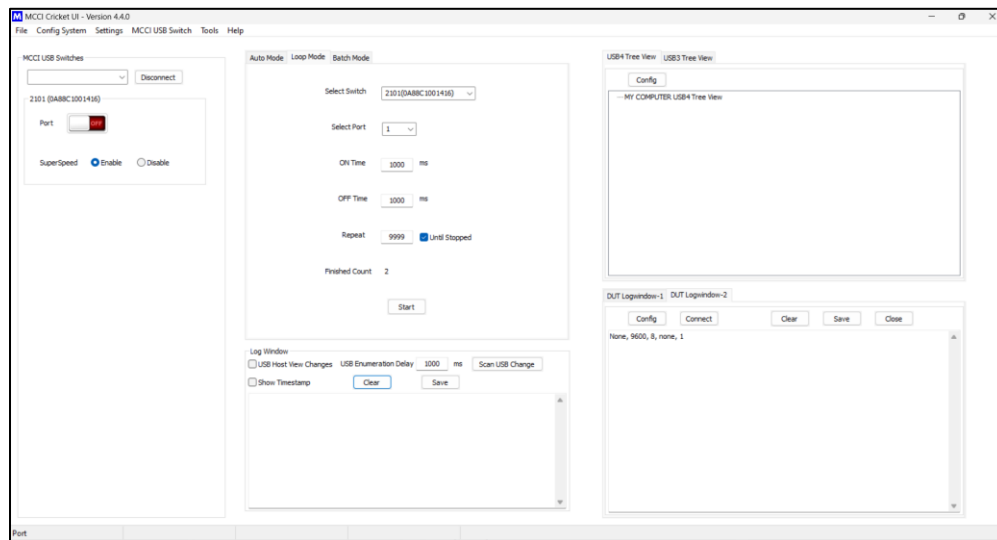 MCCI Cricket UI - Version 4.4.0
File Config System Settings MCCI USB Switch Tools Help
MCCI USB Switches
Disconnect
2101 (0A88C1001416)
Port OFF
SuperSpeed Enable Disable
Auto Mode Loop Mode Batch Mode
Select Switch 2101(0A88C1001416)
Select Port 1
ON Time 1000 ms
OFF Time 1000 ms
Repeat 9999 Until Stopped
Finished Count 2
Start
Log Window
USB Host View Changes USB Enumeration Delay 1000 ms Scan USB Change
Show Timestamp Clear Save
USB4 Tree View USB3 Tree View
Config
MY COMPUTER USB4 Tree View
DUT Logwindow-1 DUT Logwindow-2
Config Connect Clear Save Close
None, 9600, 8, none, 1
Port